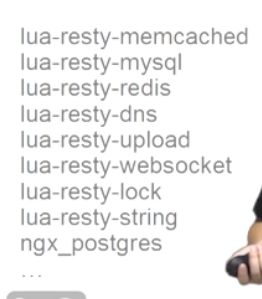 lua-resty-memcached
lua-resty-mysql
lua-resty-redis
lua-resty-dns
lua-resty-upload
lua-resty-websocket
lua-resty-lock
lua-resty-string
ngx_postgres
...